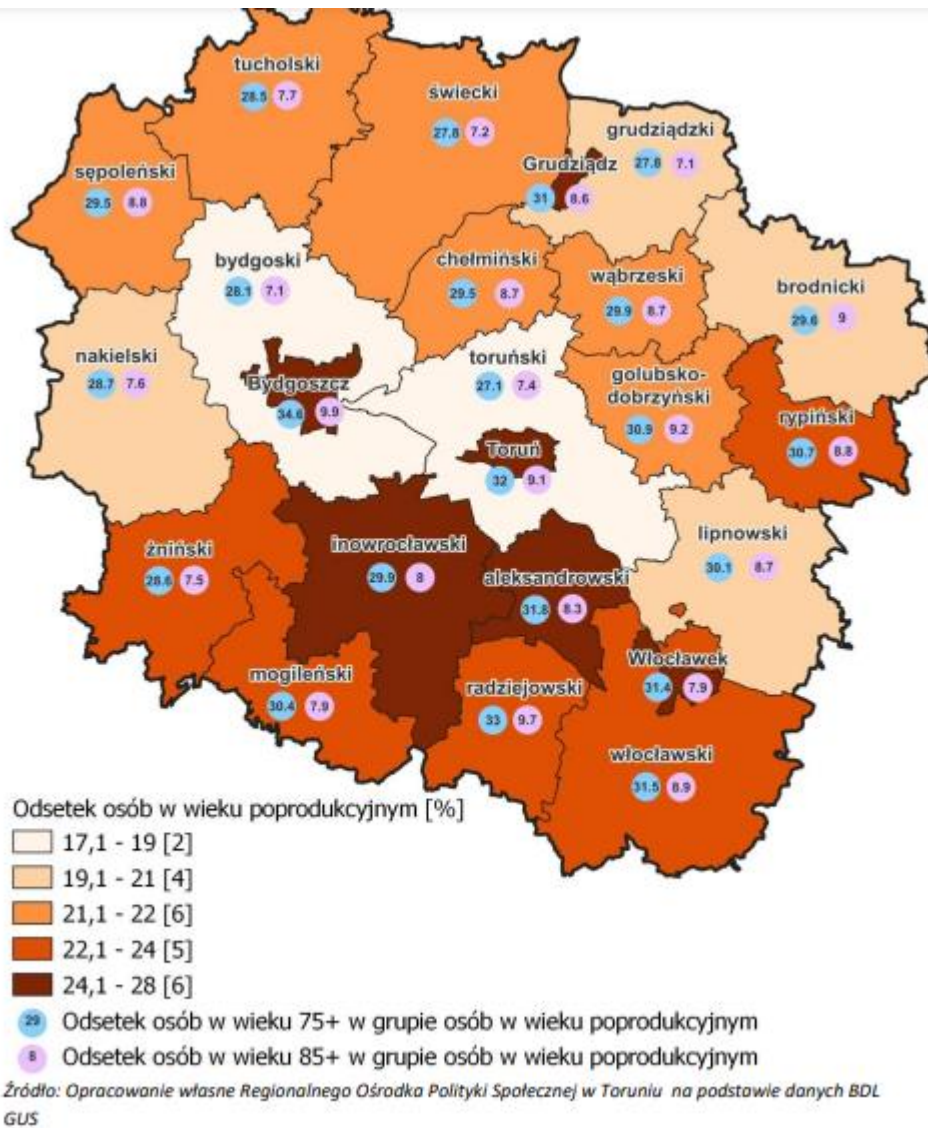 tucholski
28.5 7.7
świecki
27.8 7.2
grudziądzki
27.8 7.1
Grudziądz
31 8.6
sępoleński
29.5 8.8
bydgoski
28.1 7.1
chełmiński
29.5 8.7
wąbrzeski
29.9 8.7
brodnicki
29.6 9
nakielski
28.7 7.6
Bydgoszcz
34.6 9.9
toruński
27.1 7.4
golubsko-
dobrzyński
30.9 9.2
rypiński
30.7 8.8
Toruń
32 9.1
żniński
28.6 7.5
inowrocławski
29.9 8
aleksandrowski
31.8 8.3
lipnowski
30.1 8.7
mogileński
30.4 7.9
radziejowski
33 9.7
Włocławek
31.4 7.9
włocławski
31.5 8.9
Odsetek osób w wieku poprodukcyjnym [%]
17,1 - 19 [2]
19,1 - 21 [4]
21,1 - 22 [6]
22,1 - 24 [5]
24,1 - 28 [6]
29 Odsetek osób w wieku 75+ w grupie osób w wieku poprodukcyjnym
8 Odsetek osób w wieku 85+ w grupie osób w wieku poprodukcyjnym
Źródło: Opracowanie własne Regionalnego Ośrodka Polityki Społecznej w Toruniu na podstawie danych BDL
GUS